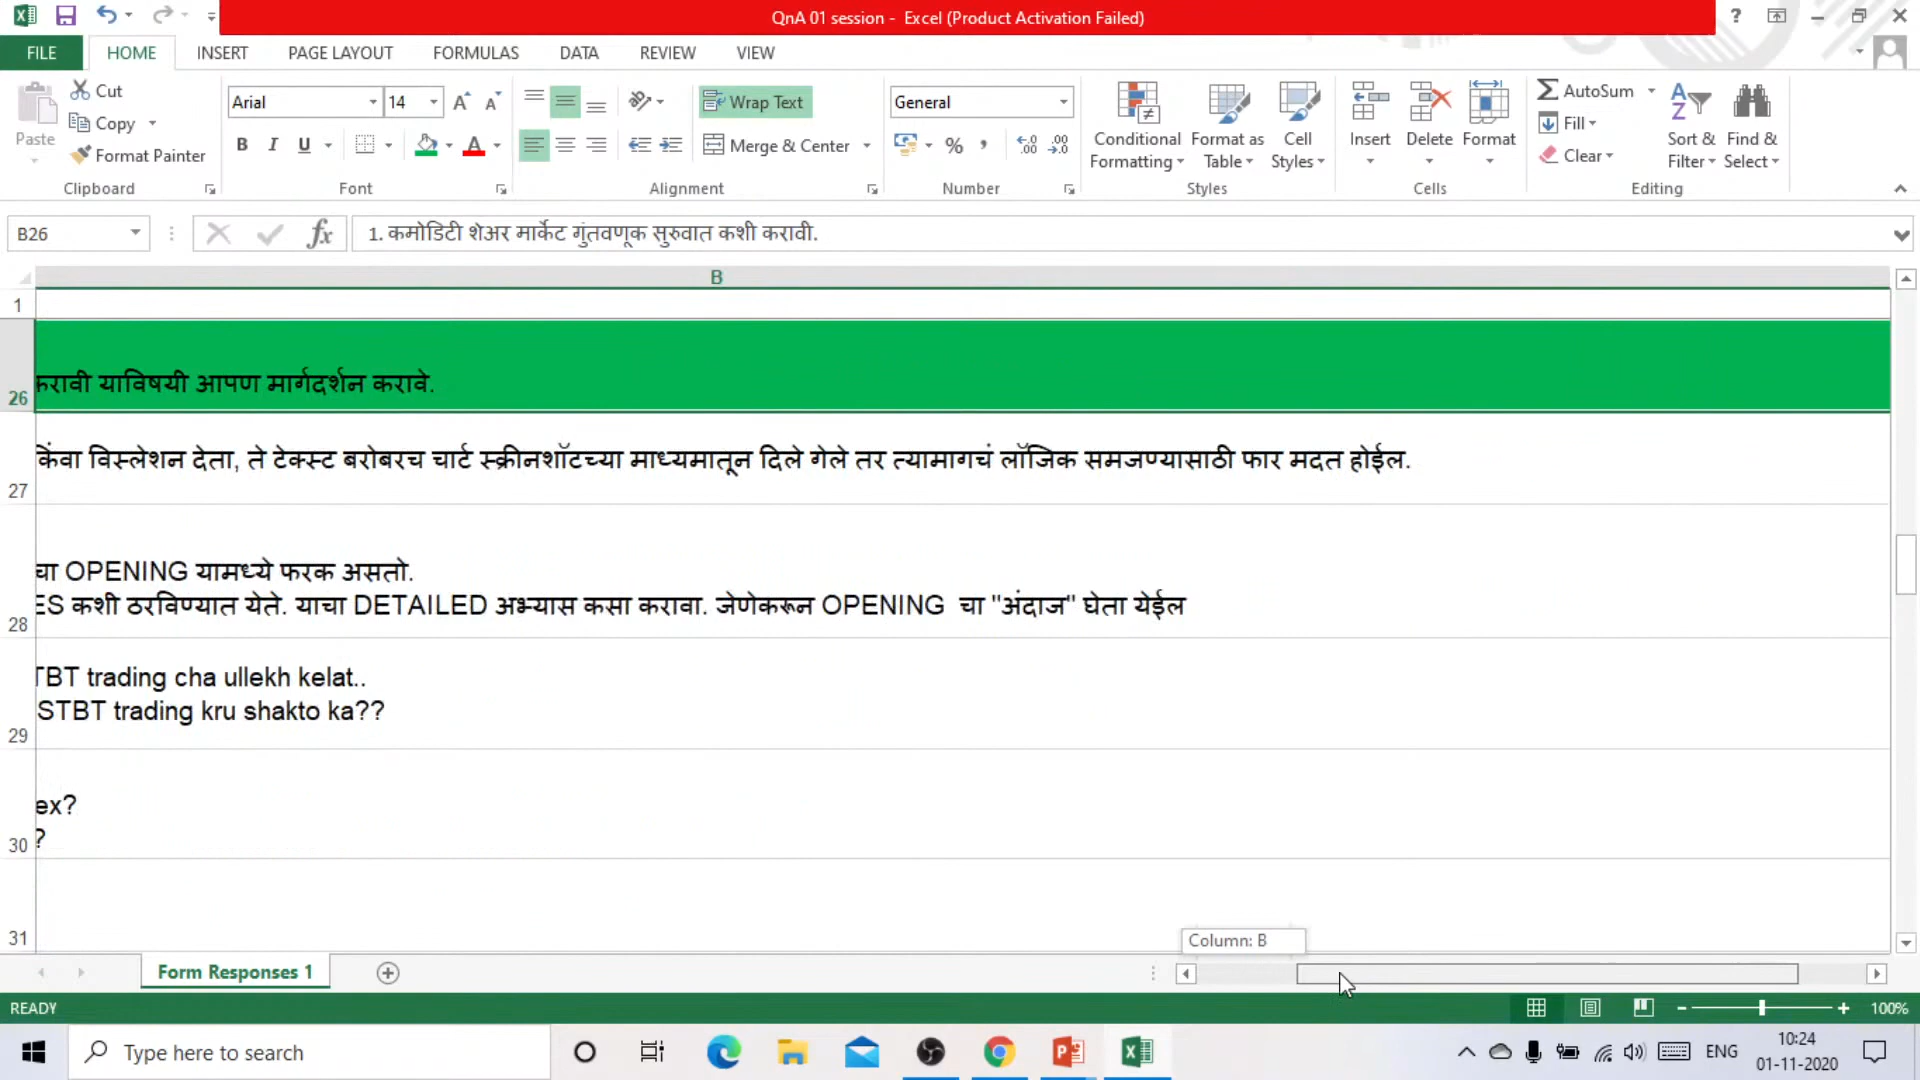 QnA 01 session - Excel (Product Activation Failed)
FILE HOME INSERT PAGE LAYOUT FORMULAS DATA REVIEW VIEW
Paste
Cut
Copy
Format Painter
Clipboard
Arial 14
B I U
Font
Wrap Text
Merge & Center
Alignment
General
%
Number
Conditional Formatting
Format as Table
Cell Styles
Styles
Insert
Delete
Format
Cells
AutoSum
Fill
Clear
Sort & Filter
Find & Select
Editing
B26
1. कमोडिटी शेअर मार्केट गुंतवणूक सुरुवात कशी करावी.
B
1
करावी याविषयी आपण मार्गदर्शन करावे.
26
किंवा विस्लेशन देता, ते टेक्स्ट बरोबरच चार्ट स्क्रीनशॉटच्या माध्यमातून दिले गेले तर त्यामागचं लॉजिक समजण्यासाठी फार मदत होईल.
27
चा OPENING यामध्ये फरक असतो.
ES कशी ठरविण्यात येते. याचा DETAILED अभ्यास कसा करावा. जेणेकरून OPENING चा "अंदाज" घेता येईल
28
TBT trading cha ullekh kelat..
STBT trading kru shakto ka??
29
ex?
?
30
31
Column: B
Form Responses 1
READY
100%
Type here to search
ENG
10:24
01-11-2020